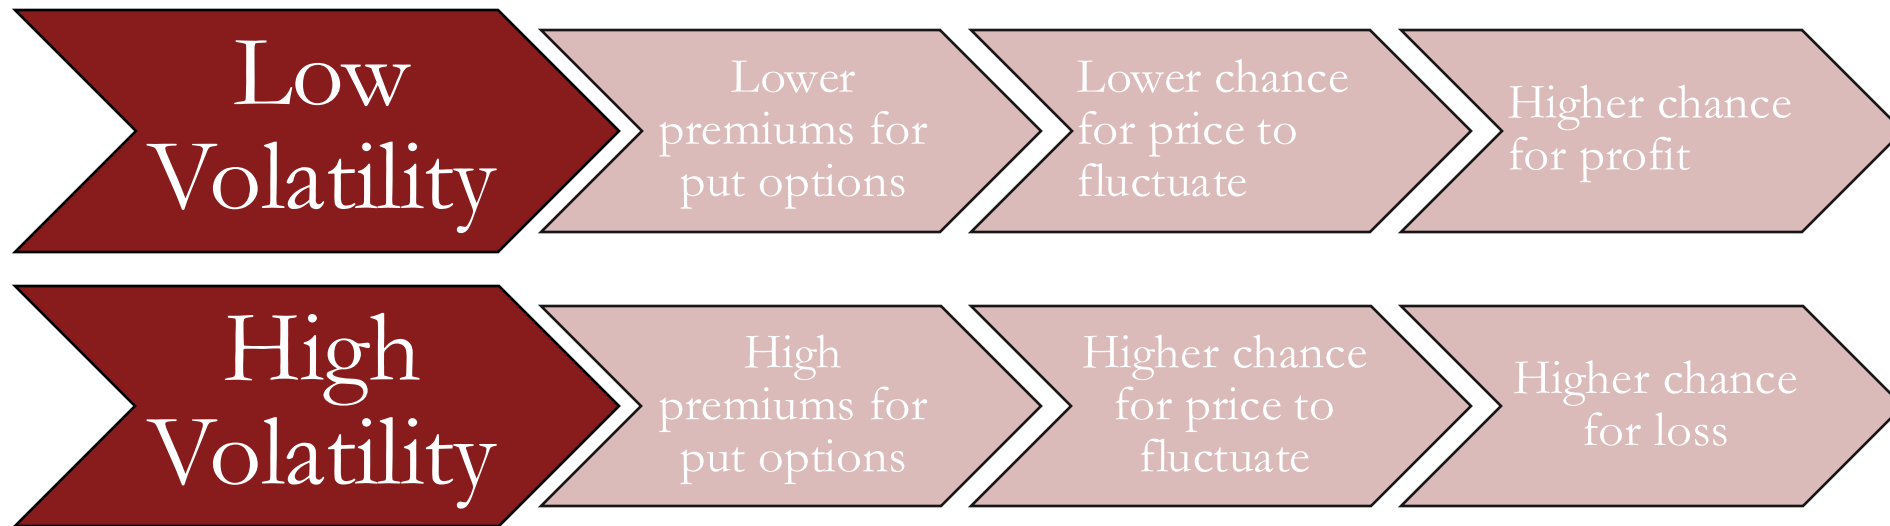 Low
Volatility
Lower
premiums for
put options
Lower chance
for price to
fluctuate
Higher chance
for profit
High
Volatility
High
premiums for
put options
Higher chance
for price to
fluctuate
Higher chance
for loss